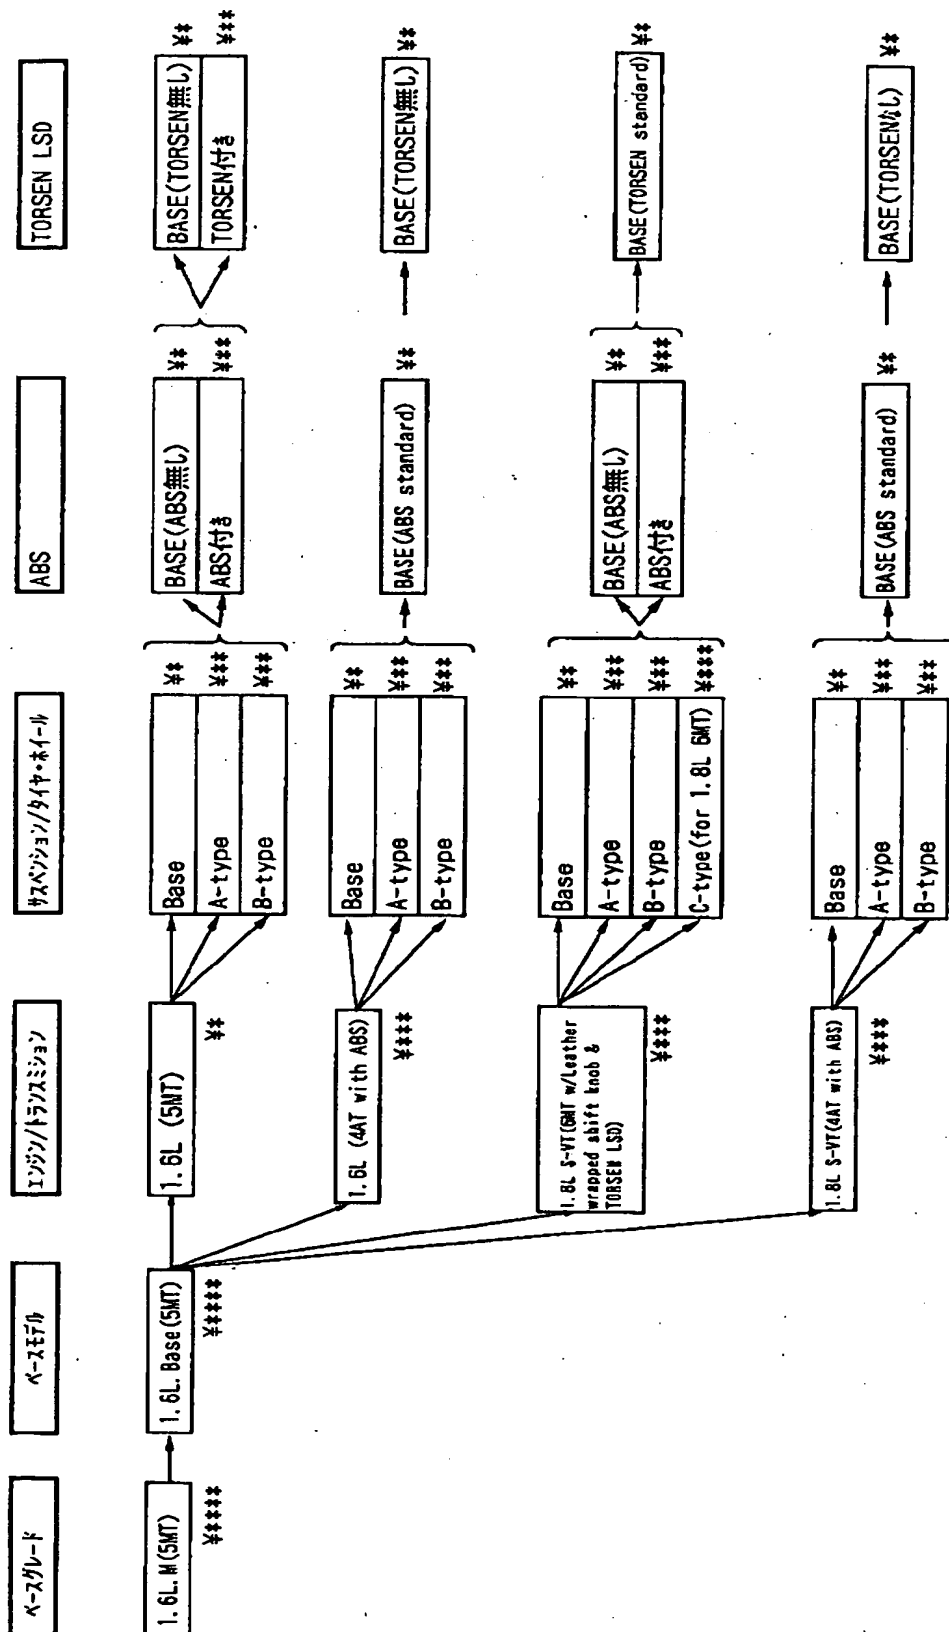 ベースグレード
ベースモデル
エンジン/トランスミション
サスペンション/タイヤ・ホイール
ABS
TORSEN LSD
1.6L.M(5MT)
¥****
1.6L.Base(5MT)
¥****
1.6L (5MT)
¥**
Base
¥**
A-type
¥***
B-type
¥***
BASE(ABS無し)
¥**
ABS付き
¥***
BASE(TORSEN無し)
¥**
TORSEN付き
¥***
1.6L (4AT with ABS)
¥***
Base
¥**
A-type
¥***
B-type
¥***
BASE(ABS standard)
¥**
BASE(TORSEN無し)
¥**
1.8L S-VT(6MT w/Leather
wrapped shift knob &
TORSEN LSD)
¥***
Base
¥**
A-type
¥***
B-type
¥***
C-type(for 1.8L 6MT)
¥****
BASE(ABS無し)
¥**
ABS付き
¥***
BASE(TORSEN standard)
¥**
1.8L S-VT(4AT with ABS)
¥***
Base
¥**
A-type
¥***
B-type
¥***
BASE(ABS standard)
¥**
BASE(TORSENなし)
¥**